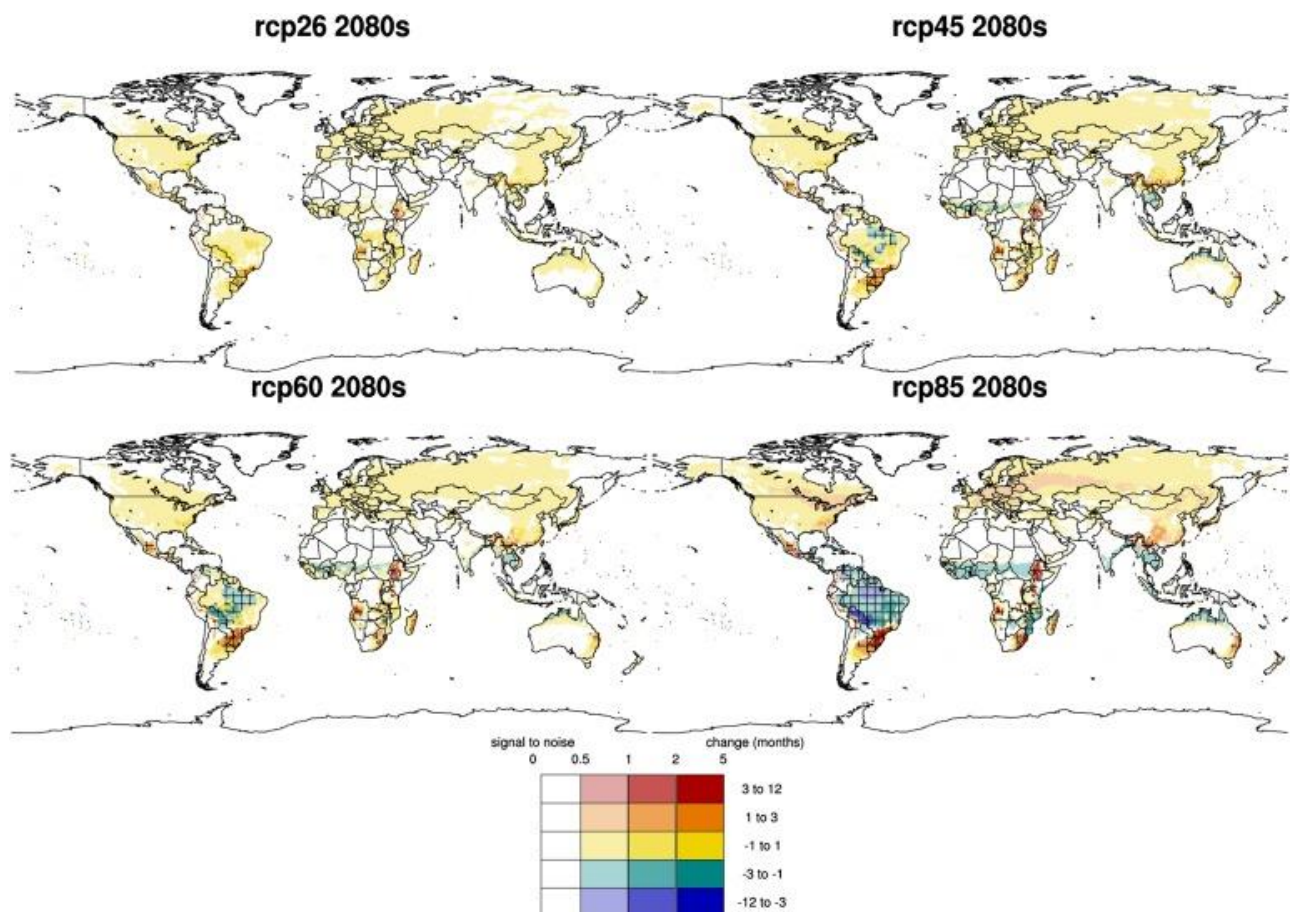 rcp26 2080s
rcp45 2080s
rcp60 2080s
rcp85 2080s
signal to noise change (months)
0 0.5 1 2 5
3 to 12
1 to 3
-1 to 1
-3 to -1
-12 to -3